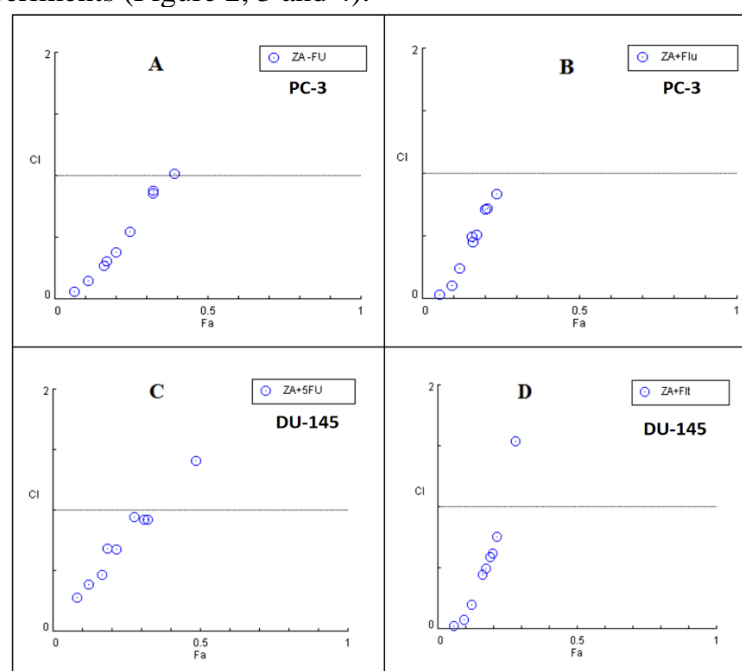 (Figure 2, 3 and 4).
2
A
ZA-FU
PC-3
CI
0
0
0.5
1
Fa
2
B
ZA+Flu
PC-3
CI
0
0
0.5
1
Fa
2
C
ZA+5FU
DU-145
CI
0
0
0.5
1
Fa
2
D
ZA+Flt
DU-145
CI
0
0
0.5
1
Fa